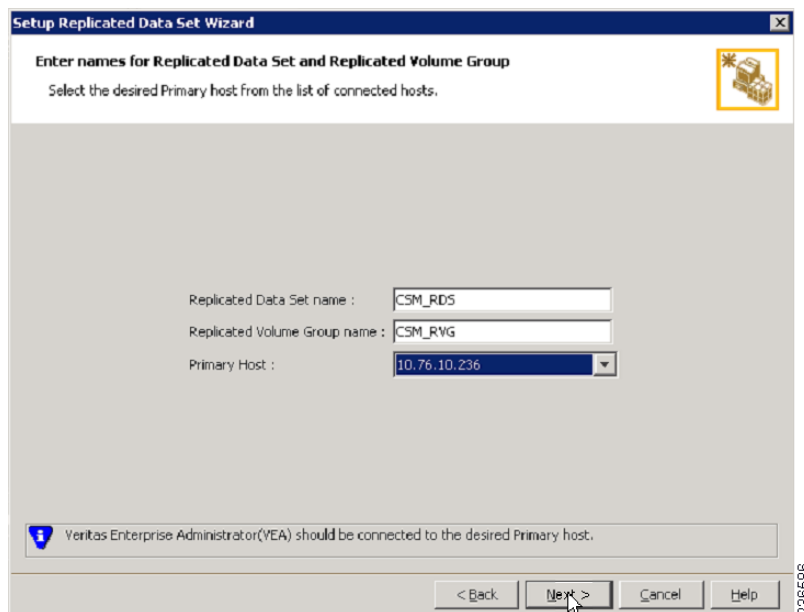 Setup Replicated Data Set Wizard
Enter names for Replicated Data Set and Replicated Volume Group
Select the desired Primary host from the list of connected hosts.
Replicated Data Set name : CSM_RDS
Replicated Volume Group name : CSM_RVG
Primary Host : 10.76.10.236
Veritas Enterprise Administrator(VEA) should be connected to the desired Primary host.
< Back Next > Cancel Help